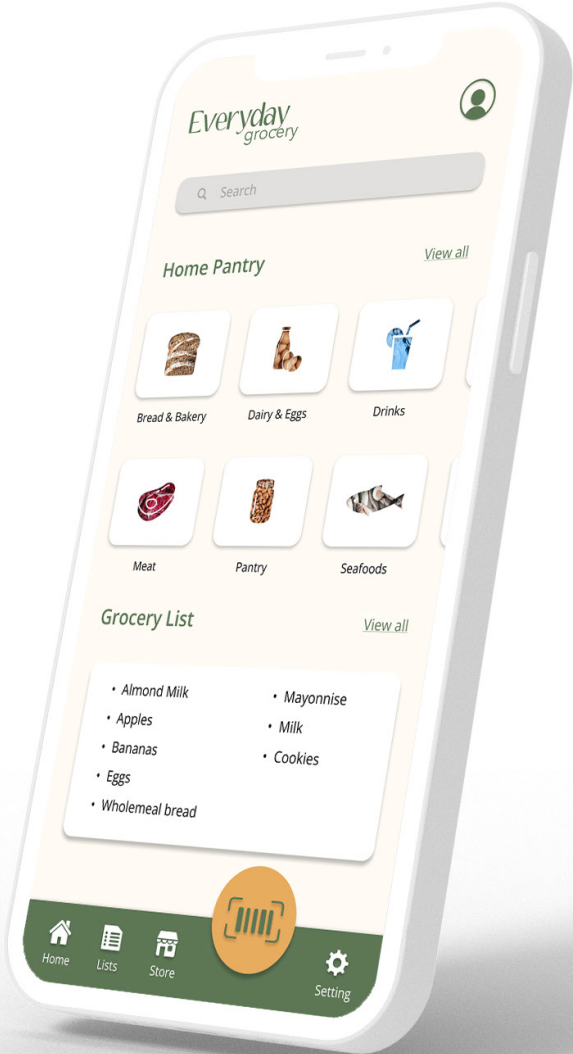 Everyday
grocery
Search
Home Pantry
View all
Bread & Bakery
Dairy & Eggs
Drinks
Meat
Pantry
Seafoods
Grocery List
View all
• Almond Milk
• Apples
• Bananas
• Eggs
• Wholemeal bread
• Mayonnise
• Milk
• Cookies
Home
Lists
Store
Setting